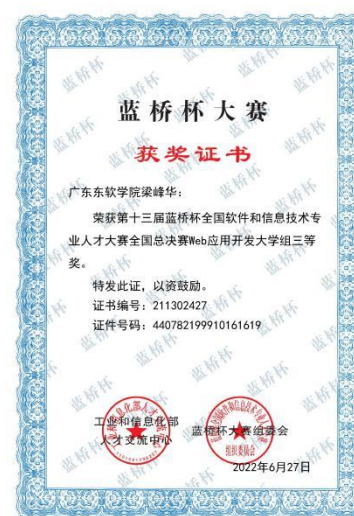 蓝桥杯大赛
获奖证书
广东东软学院梁峰华：
荣获第十三届蓝桥杯全国软件和信息技术专
业人才大赛全国总决赛Web应用开发大学组三等
奖。
特发此证，以资鼓励。
证书编号：211302427
证件号码：440782199910161619
工业和信息化部
人才交流中心
蓝桥杯大赛组委会
组织委员会
2022年6月27日